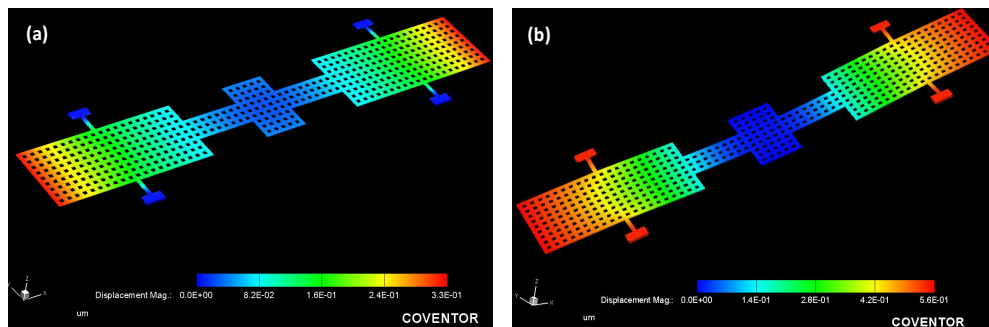 (a)
Z
Y
X
Displacement Mag.: 0.0E+00 8.2E-02 1.6E-01 2.4E-01 3.3E-01
um
COVENTOR
(b)
Z
Y
X
Displacement Mag.: 0.0E+00 1.4E-01 2.8E-01 4.2E-01 5.6E-01
um
COVENTOR